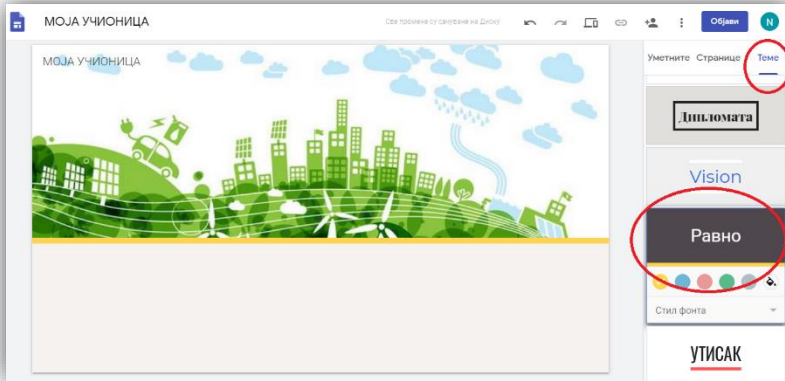 МОЈА УЧИОНИЦА
Све промене су сачуване на Диску
Објави
N
МОЈА УЧИОНИЦА
Уметните Странице Теме
Дипломата
Vision
Равно
Стил фонта
УТИСАК